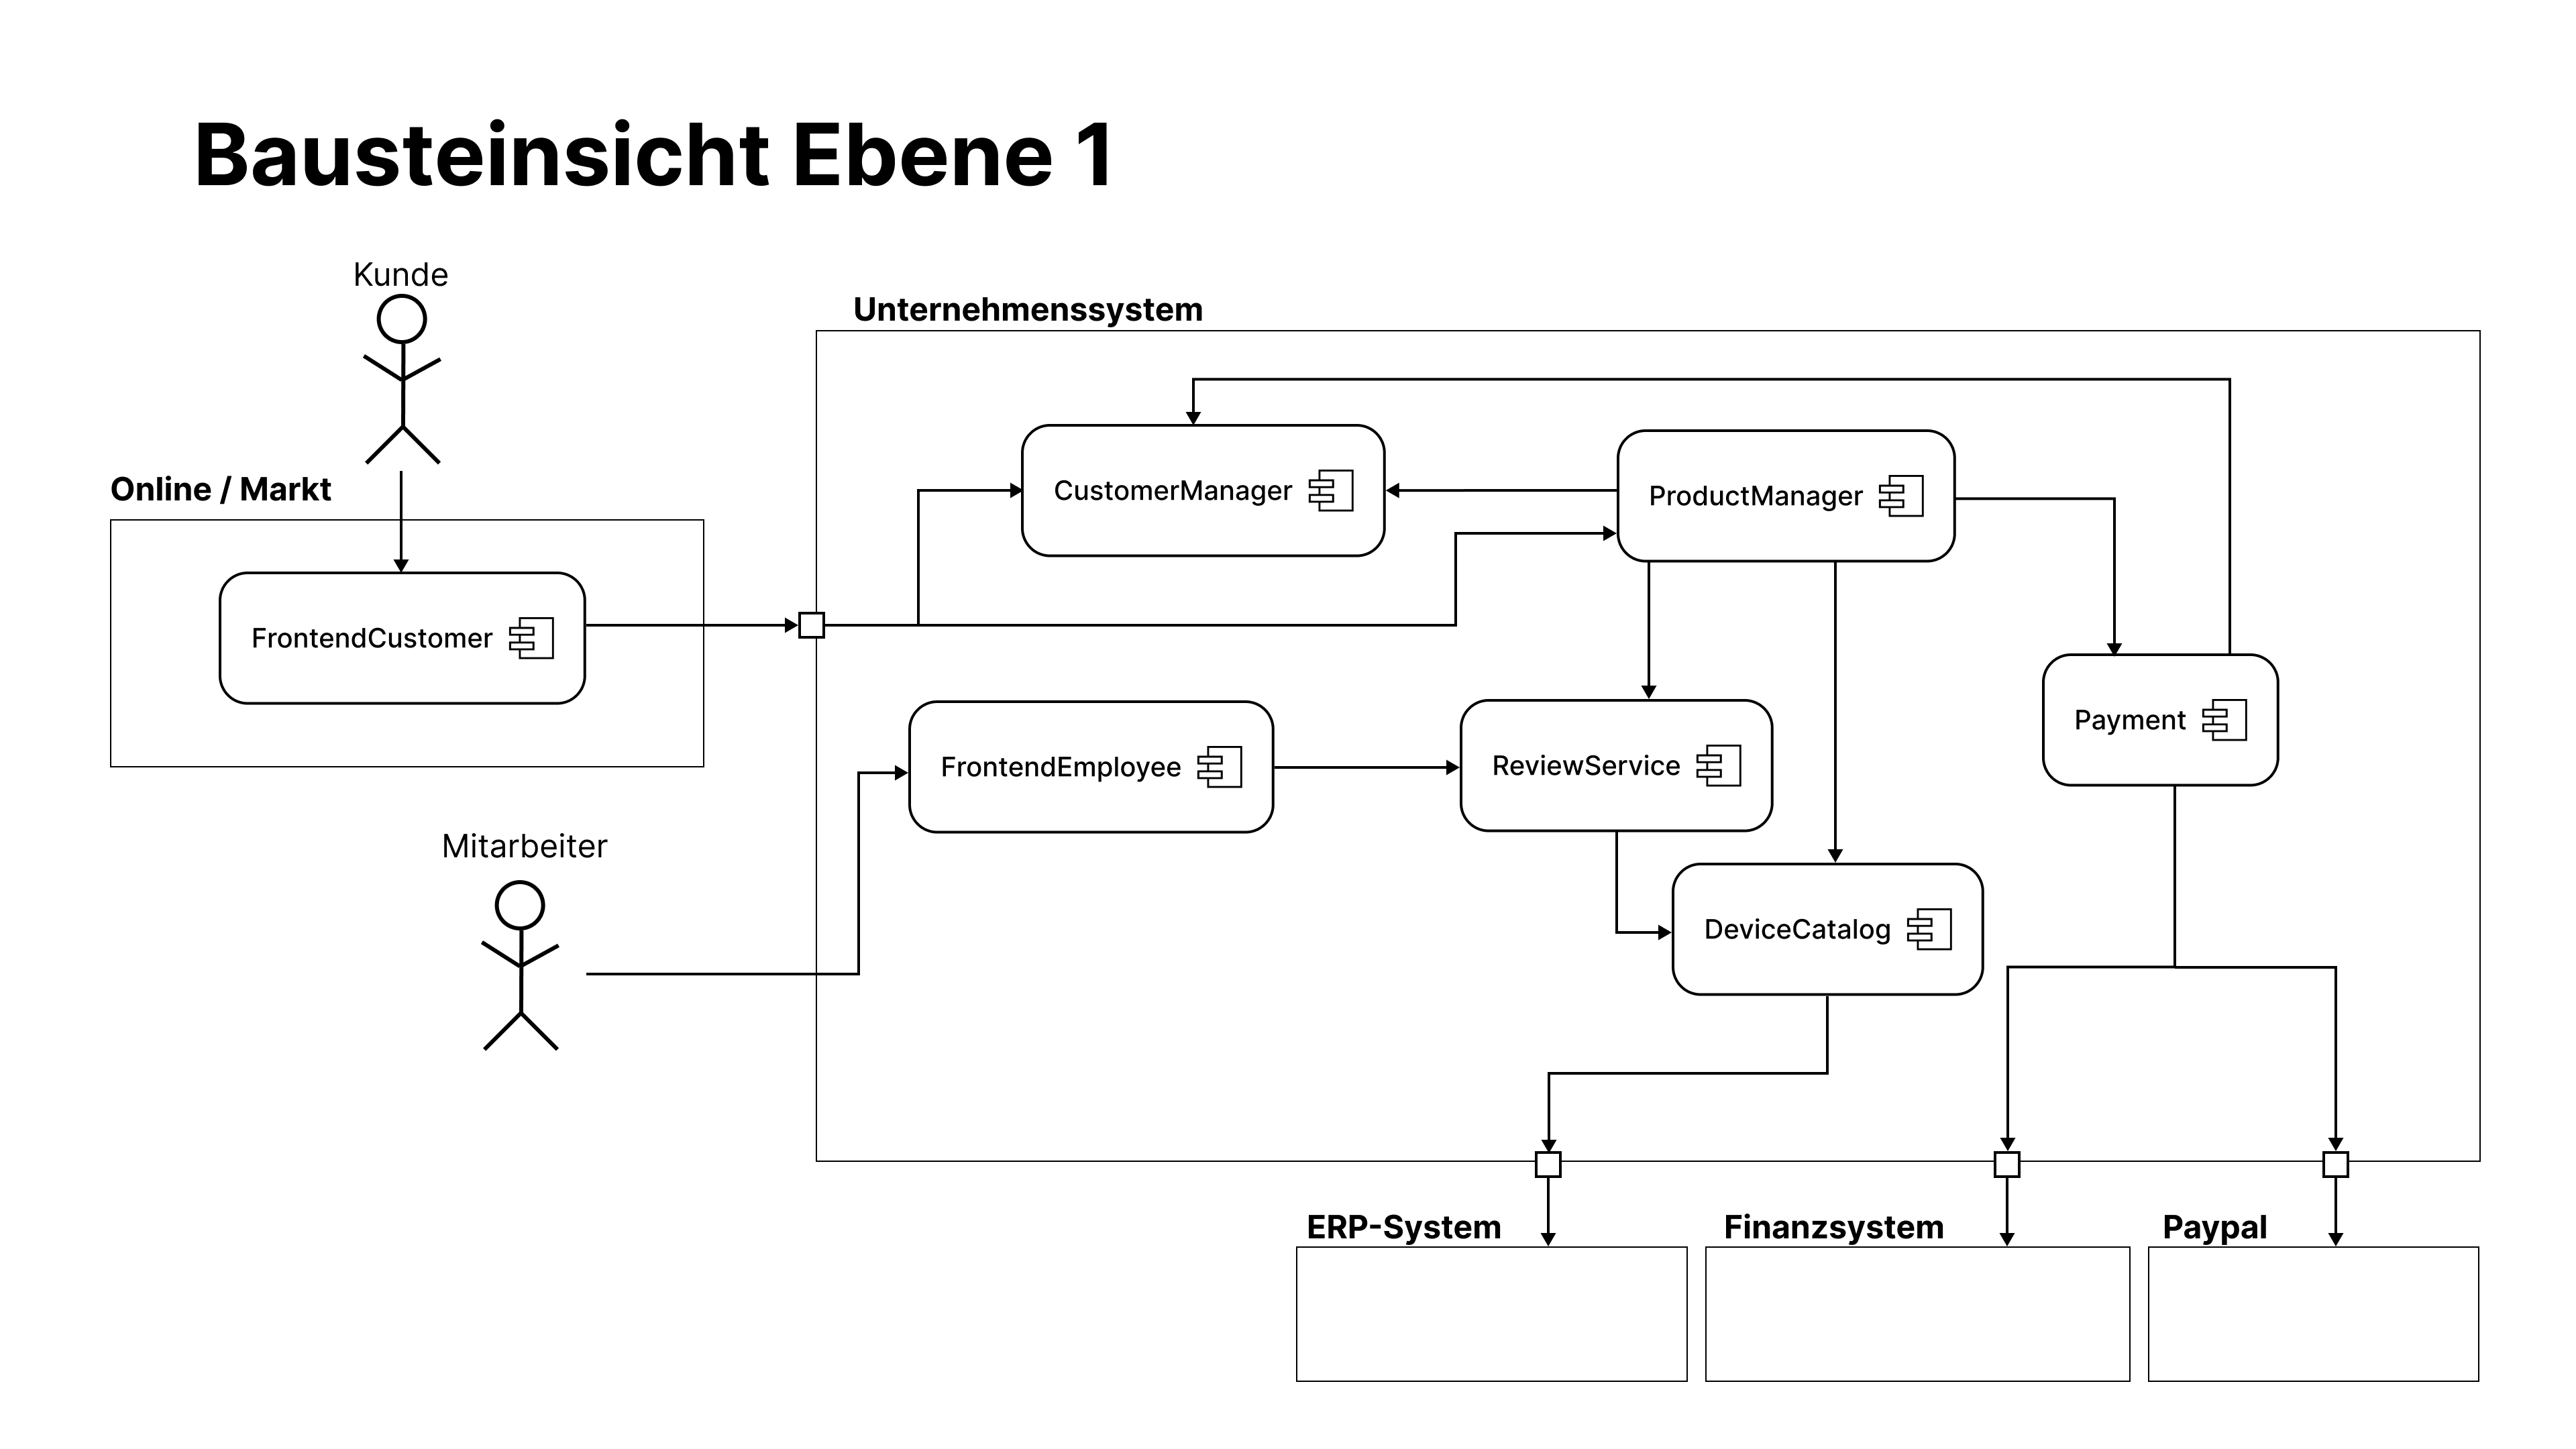 Bausteinsicht Ebene 1
Kunde
Unternehmenssystem
Online / Markt
CustomerManager
ProductManager
FrontendCustomer
Payment
FrontendEmployee
ReviewService
Mitarbeiter
DeviceCatalog
ERP-System
Finanzsystem
Paypal